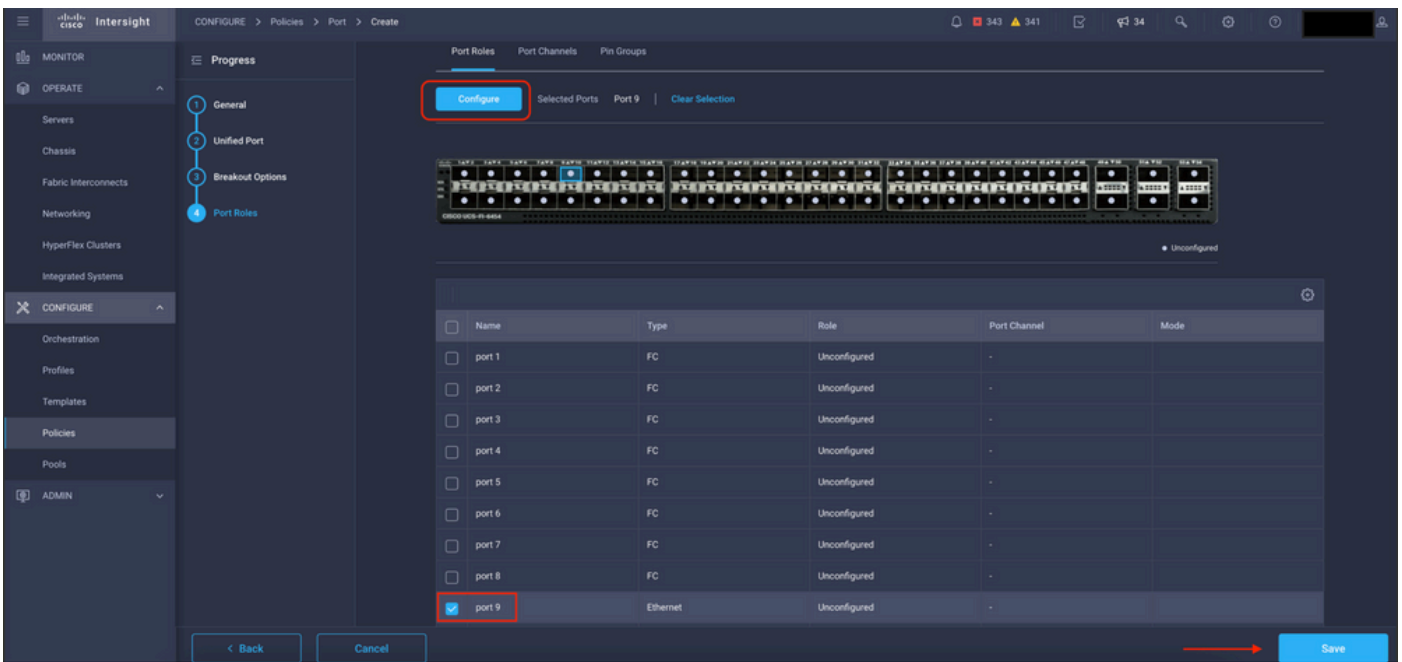 cisco Intersight
CONFIGURE > Policies > Port > Create
343 341 34
MONITOR
OPERATE
Servers
Chassis
Fabric Interconnects
Networking
HyperFlex Clusters
Integrated Systems
CONFIGURE
Orchestration
Profiles
Templates
Policies
Pools
ADMIN
Progress
1 General
2 Unified Port
3 Breakout Options
4 Port Roles
Port Roles Port Channels Pin Groups
Configure Selected Ports Port 9 | Clear Selection
CISCO UCS-FI-6454
Unconfigured
Name Type Role Port Channel Mode
port 1 FC Unconfigured -
port 2 FC Unconfigured -
port 3 FC Unconfigured -
port 4 FC Unconfigured -
port 5 FC Unconfigured -
port 6 FC Unconfigured -
port 7 FC Unconfigured -
port 8 FC Unconfigured -
port 9 Ethernet Unconfigured -
< Back Cancel Save